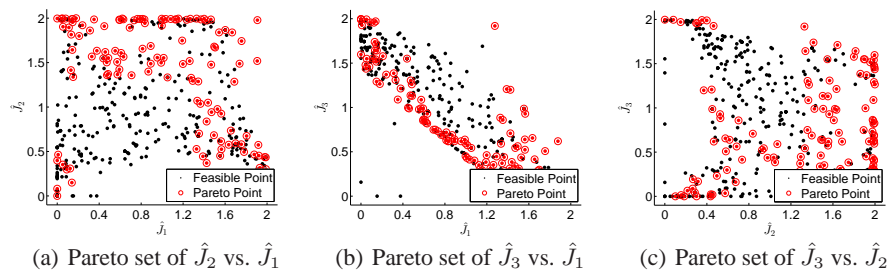 2
1.5
1
0.5
0
Ĵ₂
0 0.4 0.8 1.2 1.6 2
Ĵ₁
Feasible Point
Pareto Point
(a) Pareto set of Ĵ₂ vs. Ĵ₁
2
1.5
1
0.5
0
Ĵ₃
0 0.4 0.8 1.2 1.6 2
Ĵ₁
Feasible Point
Pareto Point
(b) Pareto set of Ĵ₃ vs. Ĵ₁
2
1.5
1
0.5
0
Ĵ₃
0 0.4 0.8 1.2 1.6 2
Ĵ₂
Feasible Point
Pareto Point
(c) Pareto set of Ĵ₃ vs. Ĵ₂